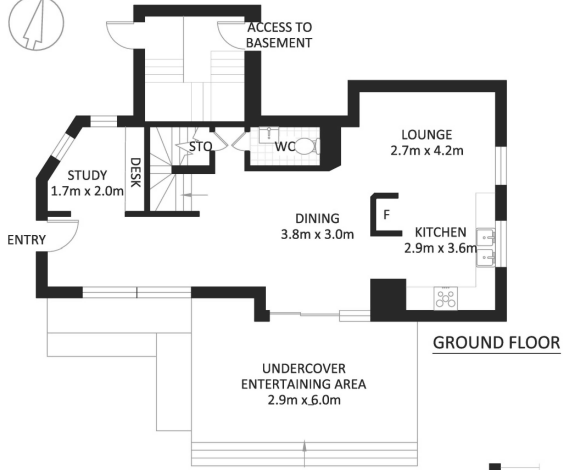 ACCESS TO
BASEMENT
STO
WC
LOUNGE
2.7m x 4.2m
STUDY
1.7m x 2.0m
DESK
F
DINING
3.8m x 3.0m
KITCHEN
2.9m x 3.6m
ENTRY
GROUND FLOOR
UNDERCOVER
ENTERTAINING AREA
2.9m x 6.0m